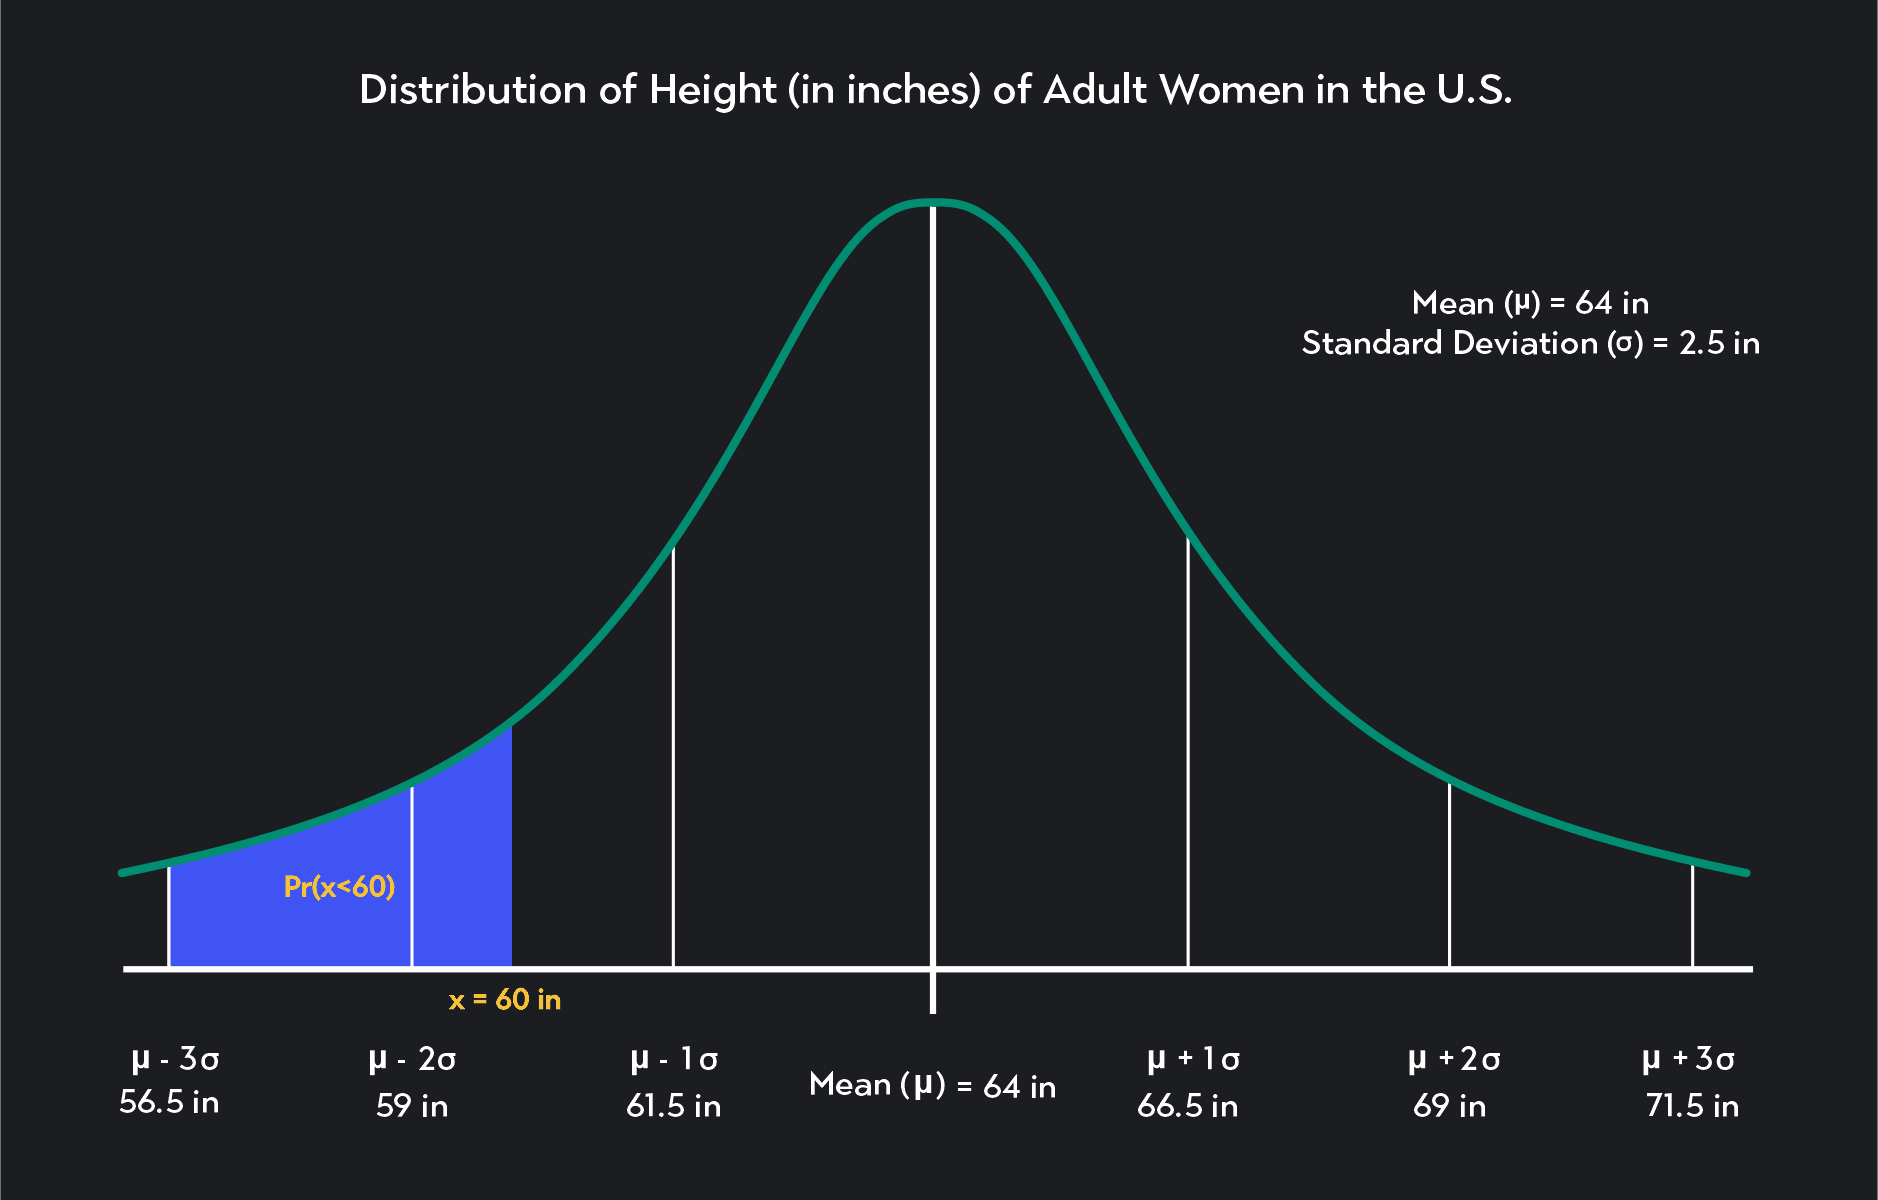 Distribution of Height (in inches) of Adult Women in the U.S.
Mean (μ) = 64 in
Standard Deviation (σ) = 2.5 in
Pr(x<60)
x = 60 in
μ - 3σ
56.5 in
μ - 2σ
59 in
μ - 1σ
61.5 in
Mean (μ) = 64 in
μ + 1σ
66.5 in
μ + 2σ
69 in
μ + 3σ
71.5 in